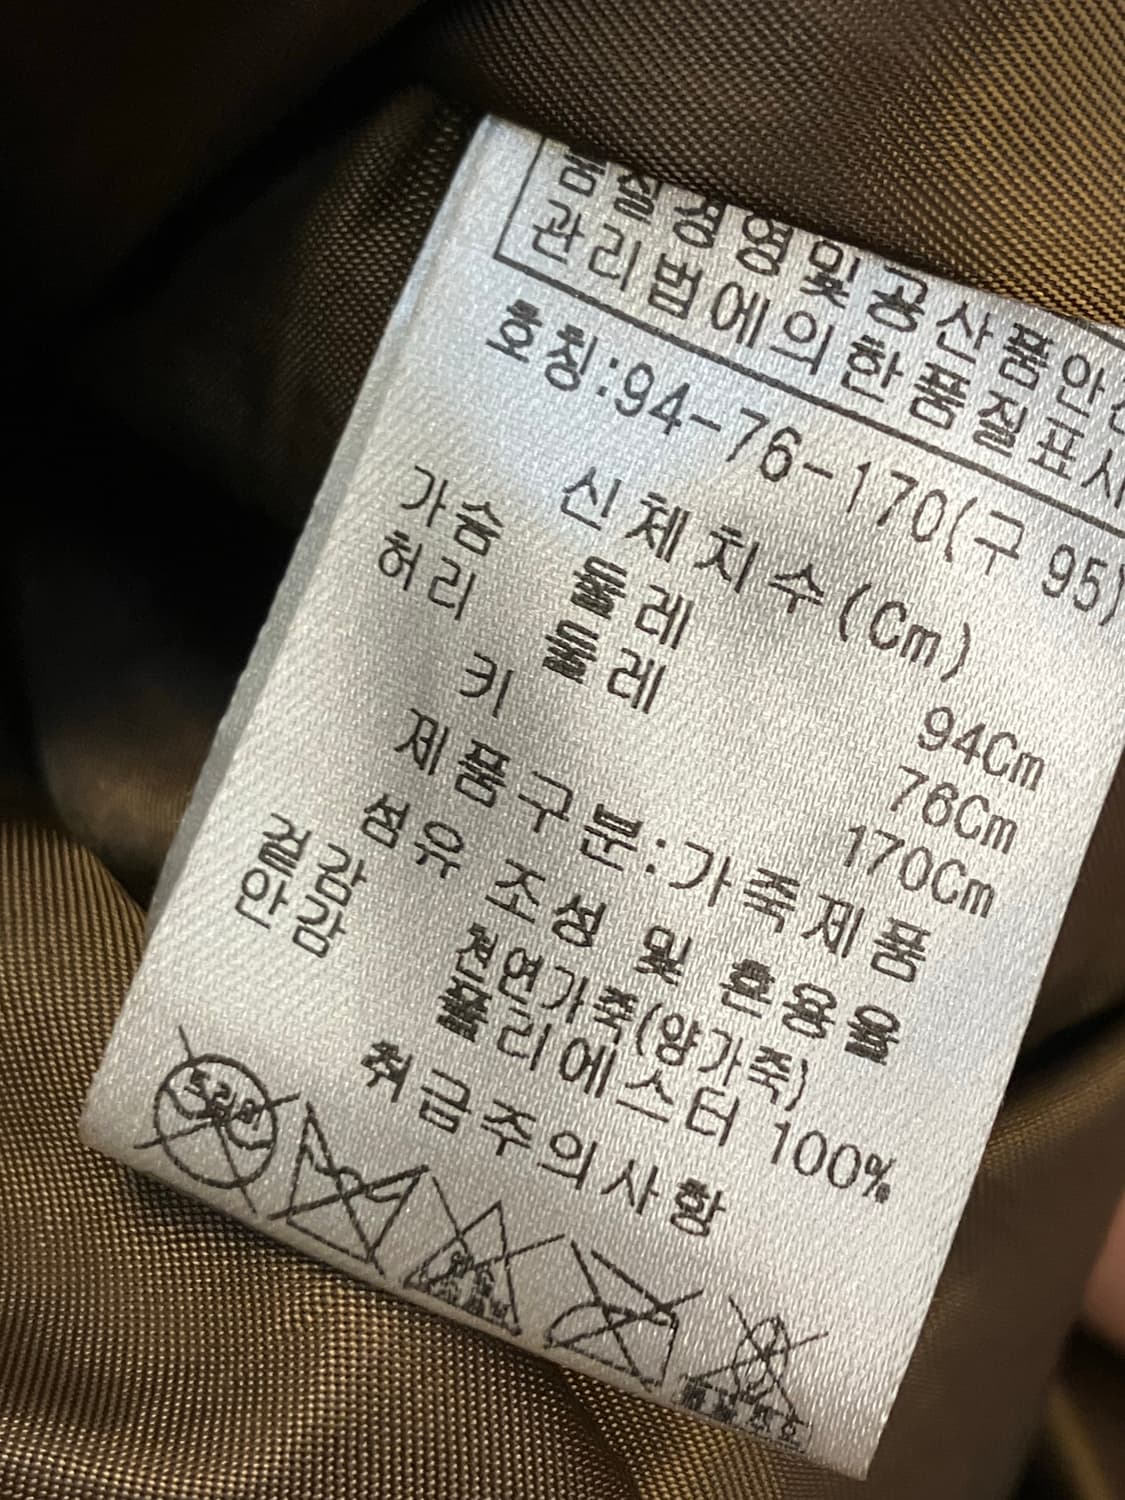 품질경영및공산품안전
관리법에의한품질표시
호칭:94-76-170(구 95)
신체치수(Cm)
가슴 둘레 94Cm
허리 둘레 76Cm
키 170Cm
제품구분:가죽제품
섬유 조성 및 혼용율
겉감 천연가죽(양가죽)
안감 폴리에스터 100%
취급주의사항
드라이